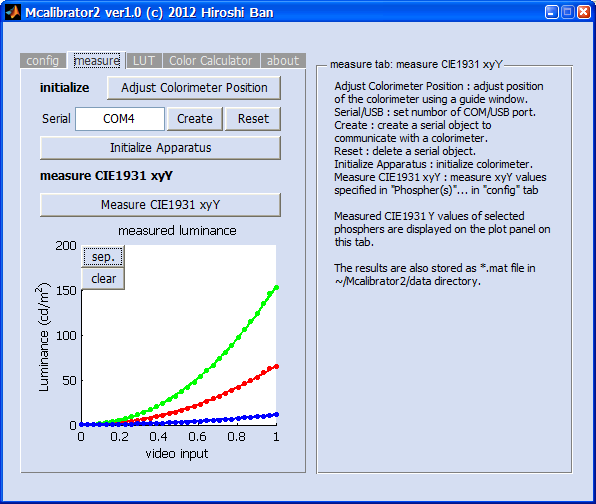 Mcalibrator2 ver1.0 (c) 2012 Hiroshi Ban
config measure LUT Color Calculator about
initialize Adjust Colorimeter Position
Serial COM4 Create Reset
Initialize Apparatus
measure CIE1931 xyY
Measure CIE1931 xyY
measured luminance
sep.
clear
200
150
100
50
0
Luminance (cd/m²)
0 0.2 0.4 0.6 0.8 1
video input
measure tab: measure CIE1931 xyY
Adjust Colorimeter Position : adjust position
of the colorimeter using a guide window.
Serial/USB : set number of COM/USB port.
Create : create a serial object to
communicate with a colorimeter.
Reset : delete a serial object.
Initialize Apparatus : initialize colorimeter.
Measure CIE1931 xyY : measure xyY values
specified in "Phospher(s)"... in "config" tab
Measured CIE1931 Y values of selected
phosphers are displayed on the plot panel on
this tab.
The results are also stored as *.mat file in
~/Mcalibrator2/data directory.